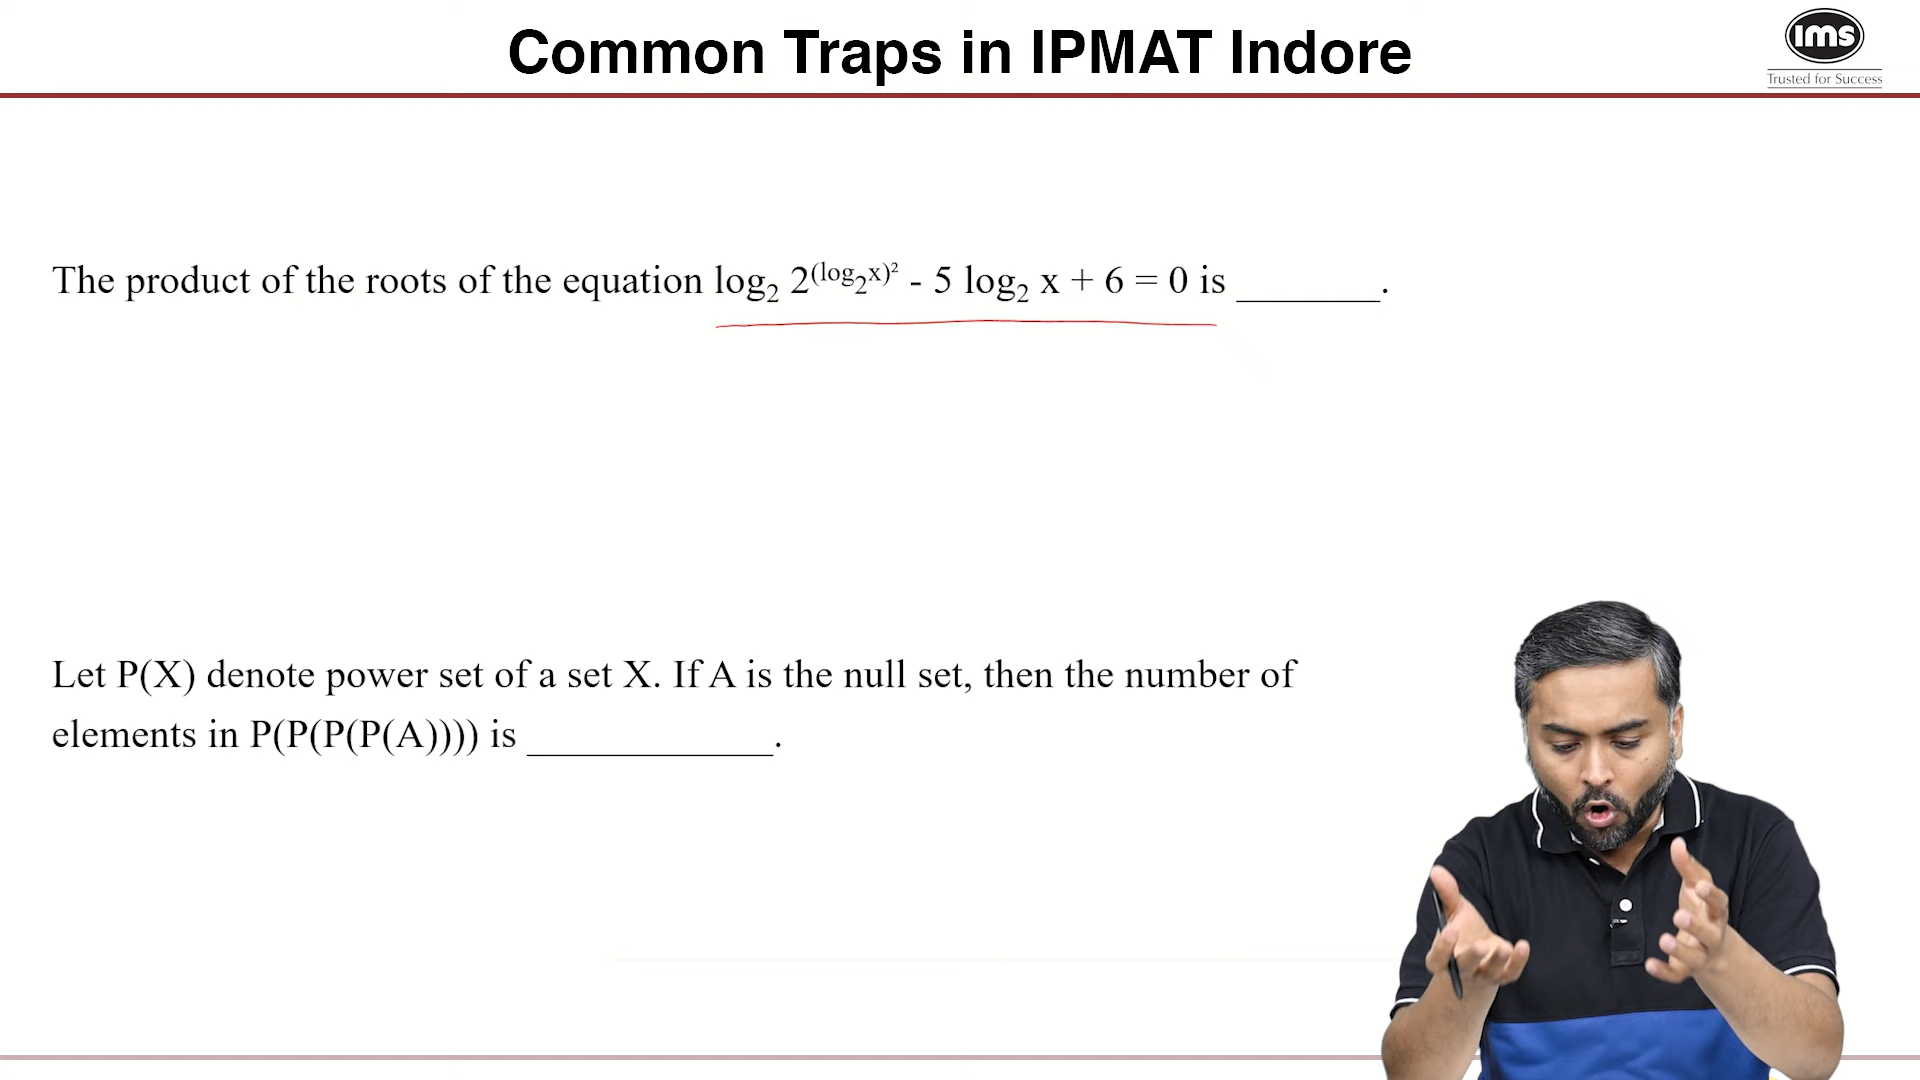 Common Traps in IPMAT Indore
ims
Trusted for Success
The product of the roots of the equation log₂ 2^(log₂x)² - 5 log₂ x + 6 = 0 is _______.
Let P(X) denote power set of a set X. If A is the null set, then the number of
elements in P(P(P(P(A)))) is ____________.